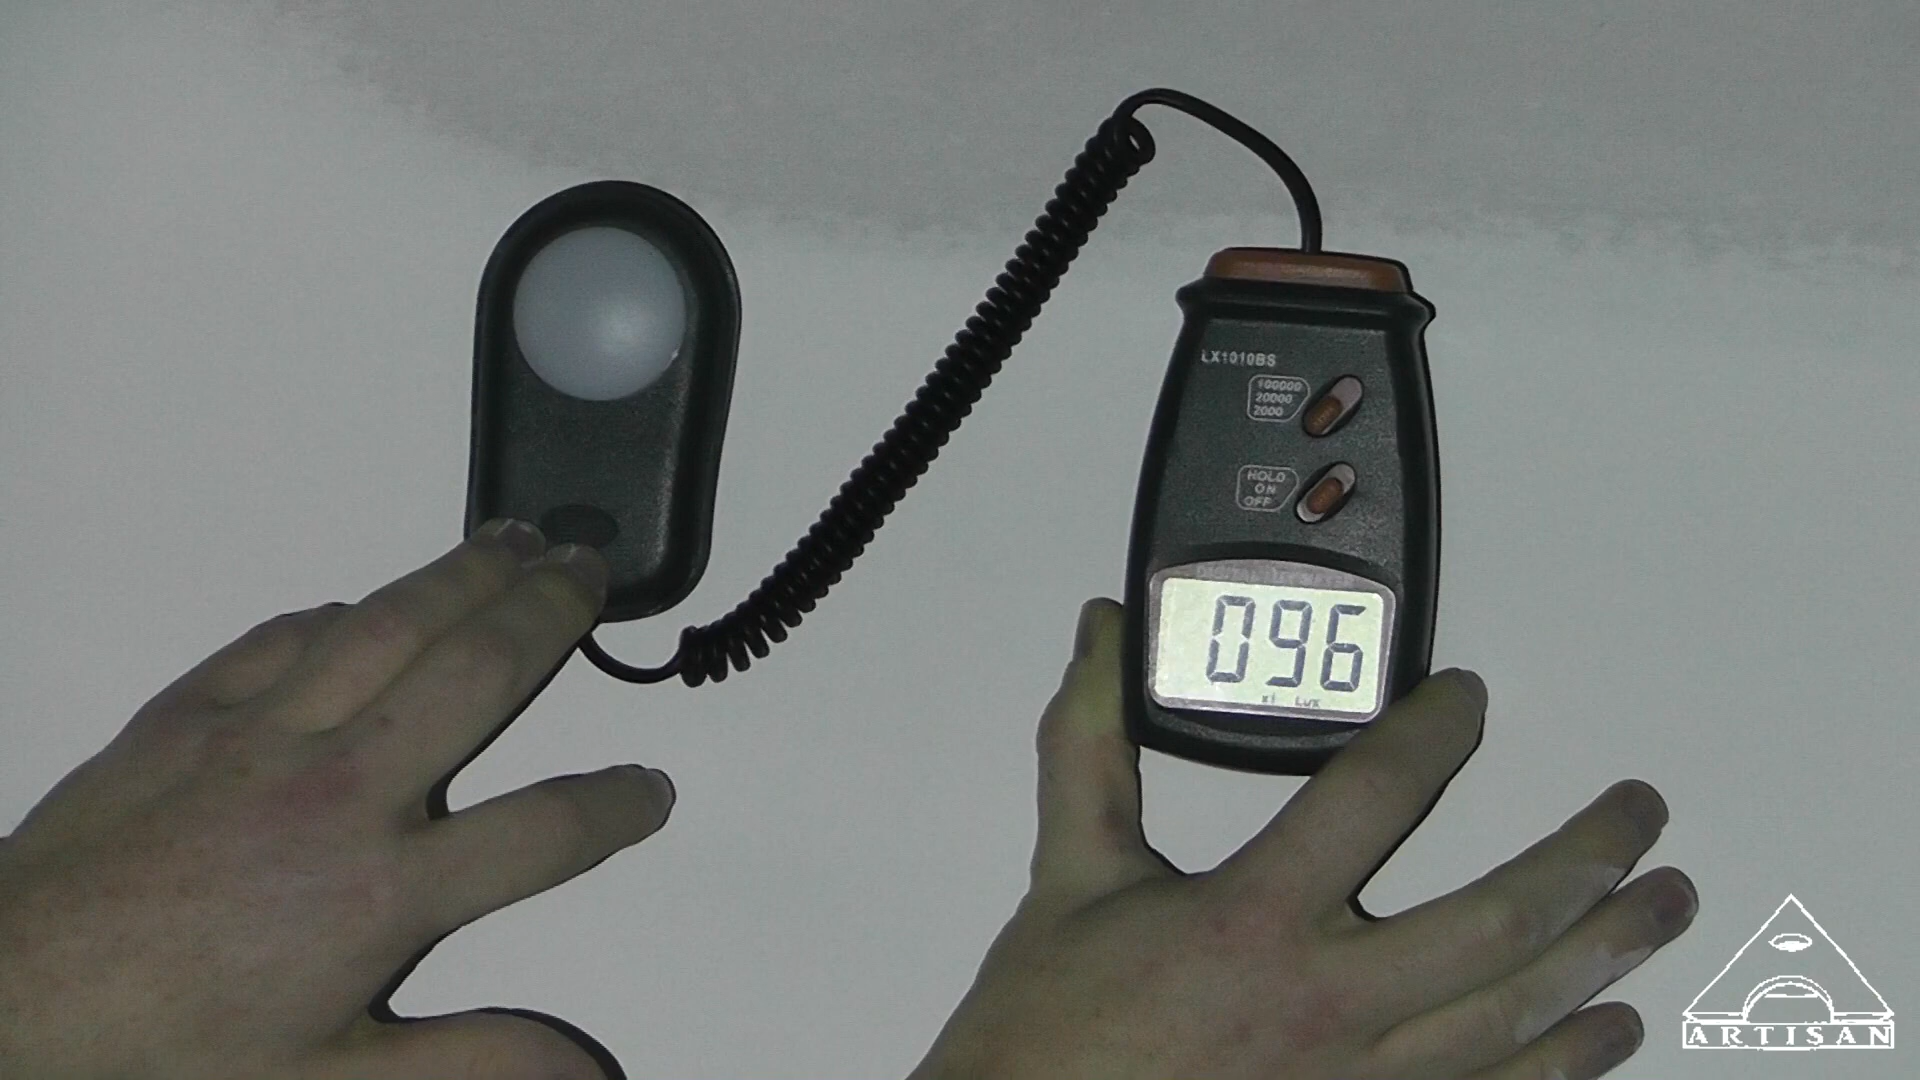 LX1010BS
100000
20000
2000
HOLD
ON
OFF
096
x1 Lux
ARTISAN